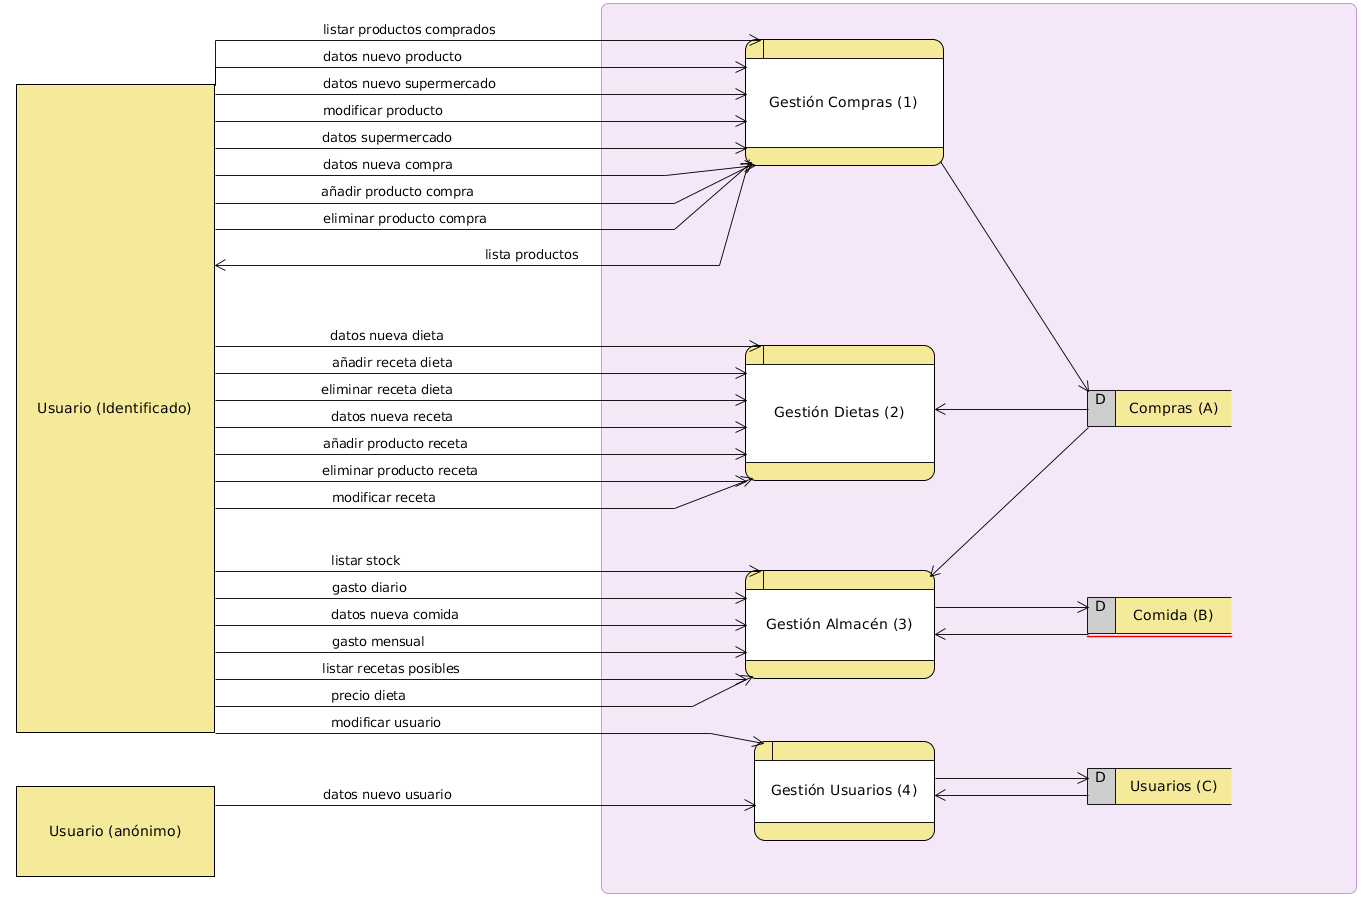 listar productos comprados
datos nuevo producto
datos nuevo supermercado
modificar producto
datos supermercado
datos nueva compra
añadir producto compra
eliminar producto compra
lista productos
Gestión Compras (1)
Usuario (Identificado)
datos nueva dieta
añadir receta dieta
eliminar receta dieta
datos nueva receta
añadir producto receta
eliminar producto receta
modificar receta
Gestión Dietas (2)
D
Compras (A)
listar stock
gasto diario
datos nueva comida
gasto mensual
listar recetas posibles
precio dieta
modificar usuario
Gestión Almacén (3)
D
Comida (B)
Usuario (anónimo)
datos nuevo usuario
Gestión Usuarios (4)
D
Usuarios (C)